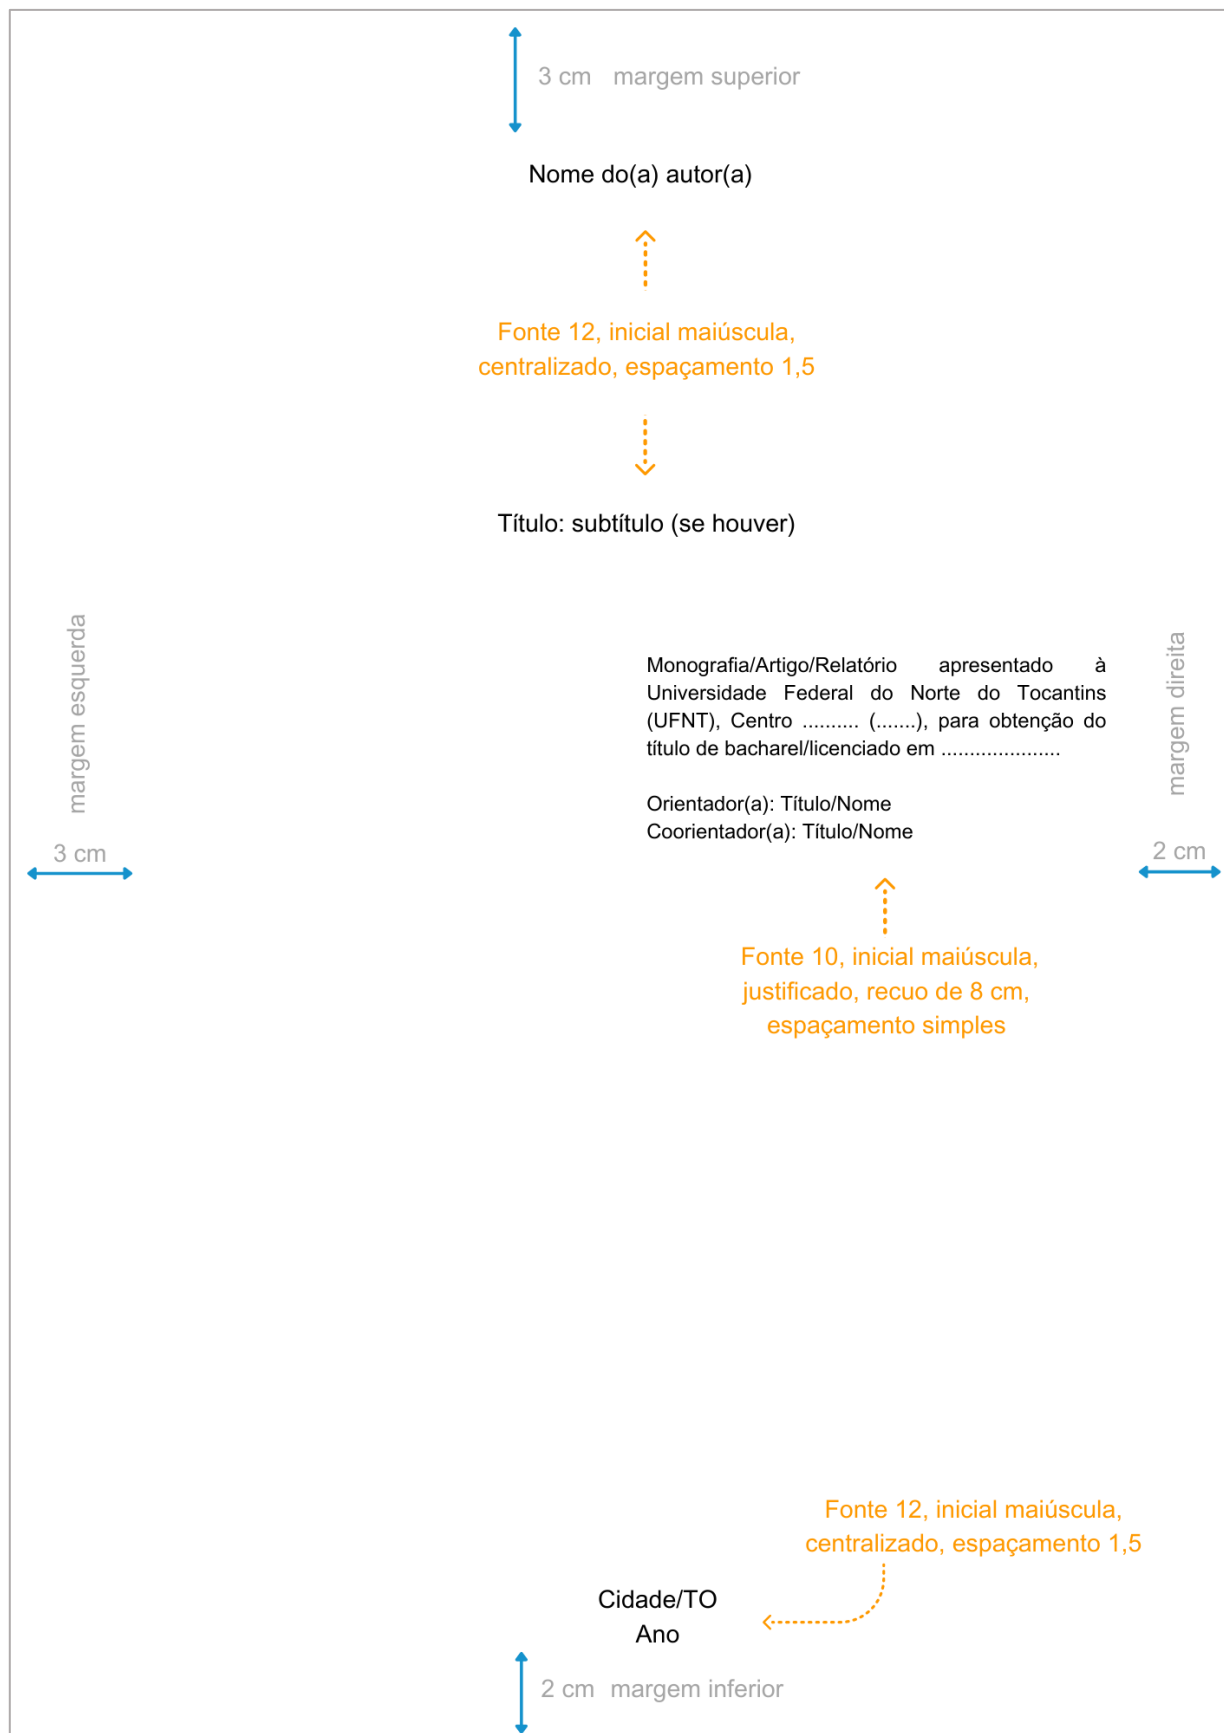 3 cm margem superior
Nome do(a) autor(a)
Fonte 12, inicial maiúscula,
centralizado, espaçamento 1,5
Título: subtítulo (se houver)
margem esquerda
3 cm
Monografia/Artigo/Relatório apresentado à
Universidade Federal do Norte do Tocantins
(UFNT), Centro .......... (.......), para obtenção do
título de bacharel/licenciado em .....................
Orientador(a): Título/Nome
Coorientador(a): Título/Nome
margem direita
2 cm
Fonte 10, inicial maiúscula,
justificado, recuo de 8 cm,
espaçamento simples
Fonte 12, inicial maiúscula,
centralizado, espaçamento 1,5
Cidade/TO
Ano
2 cm margem inferior